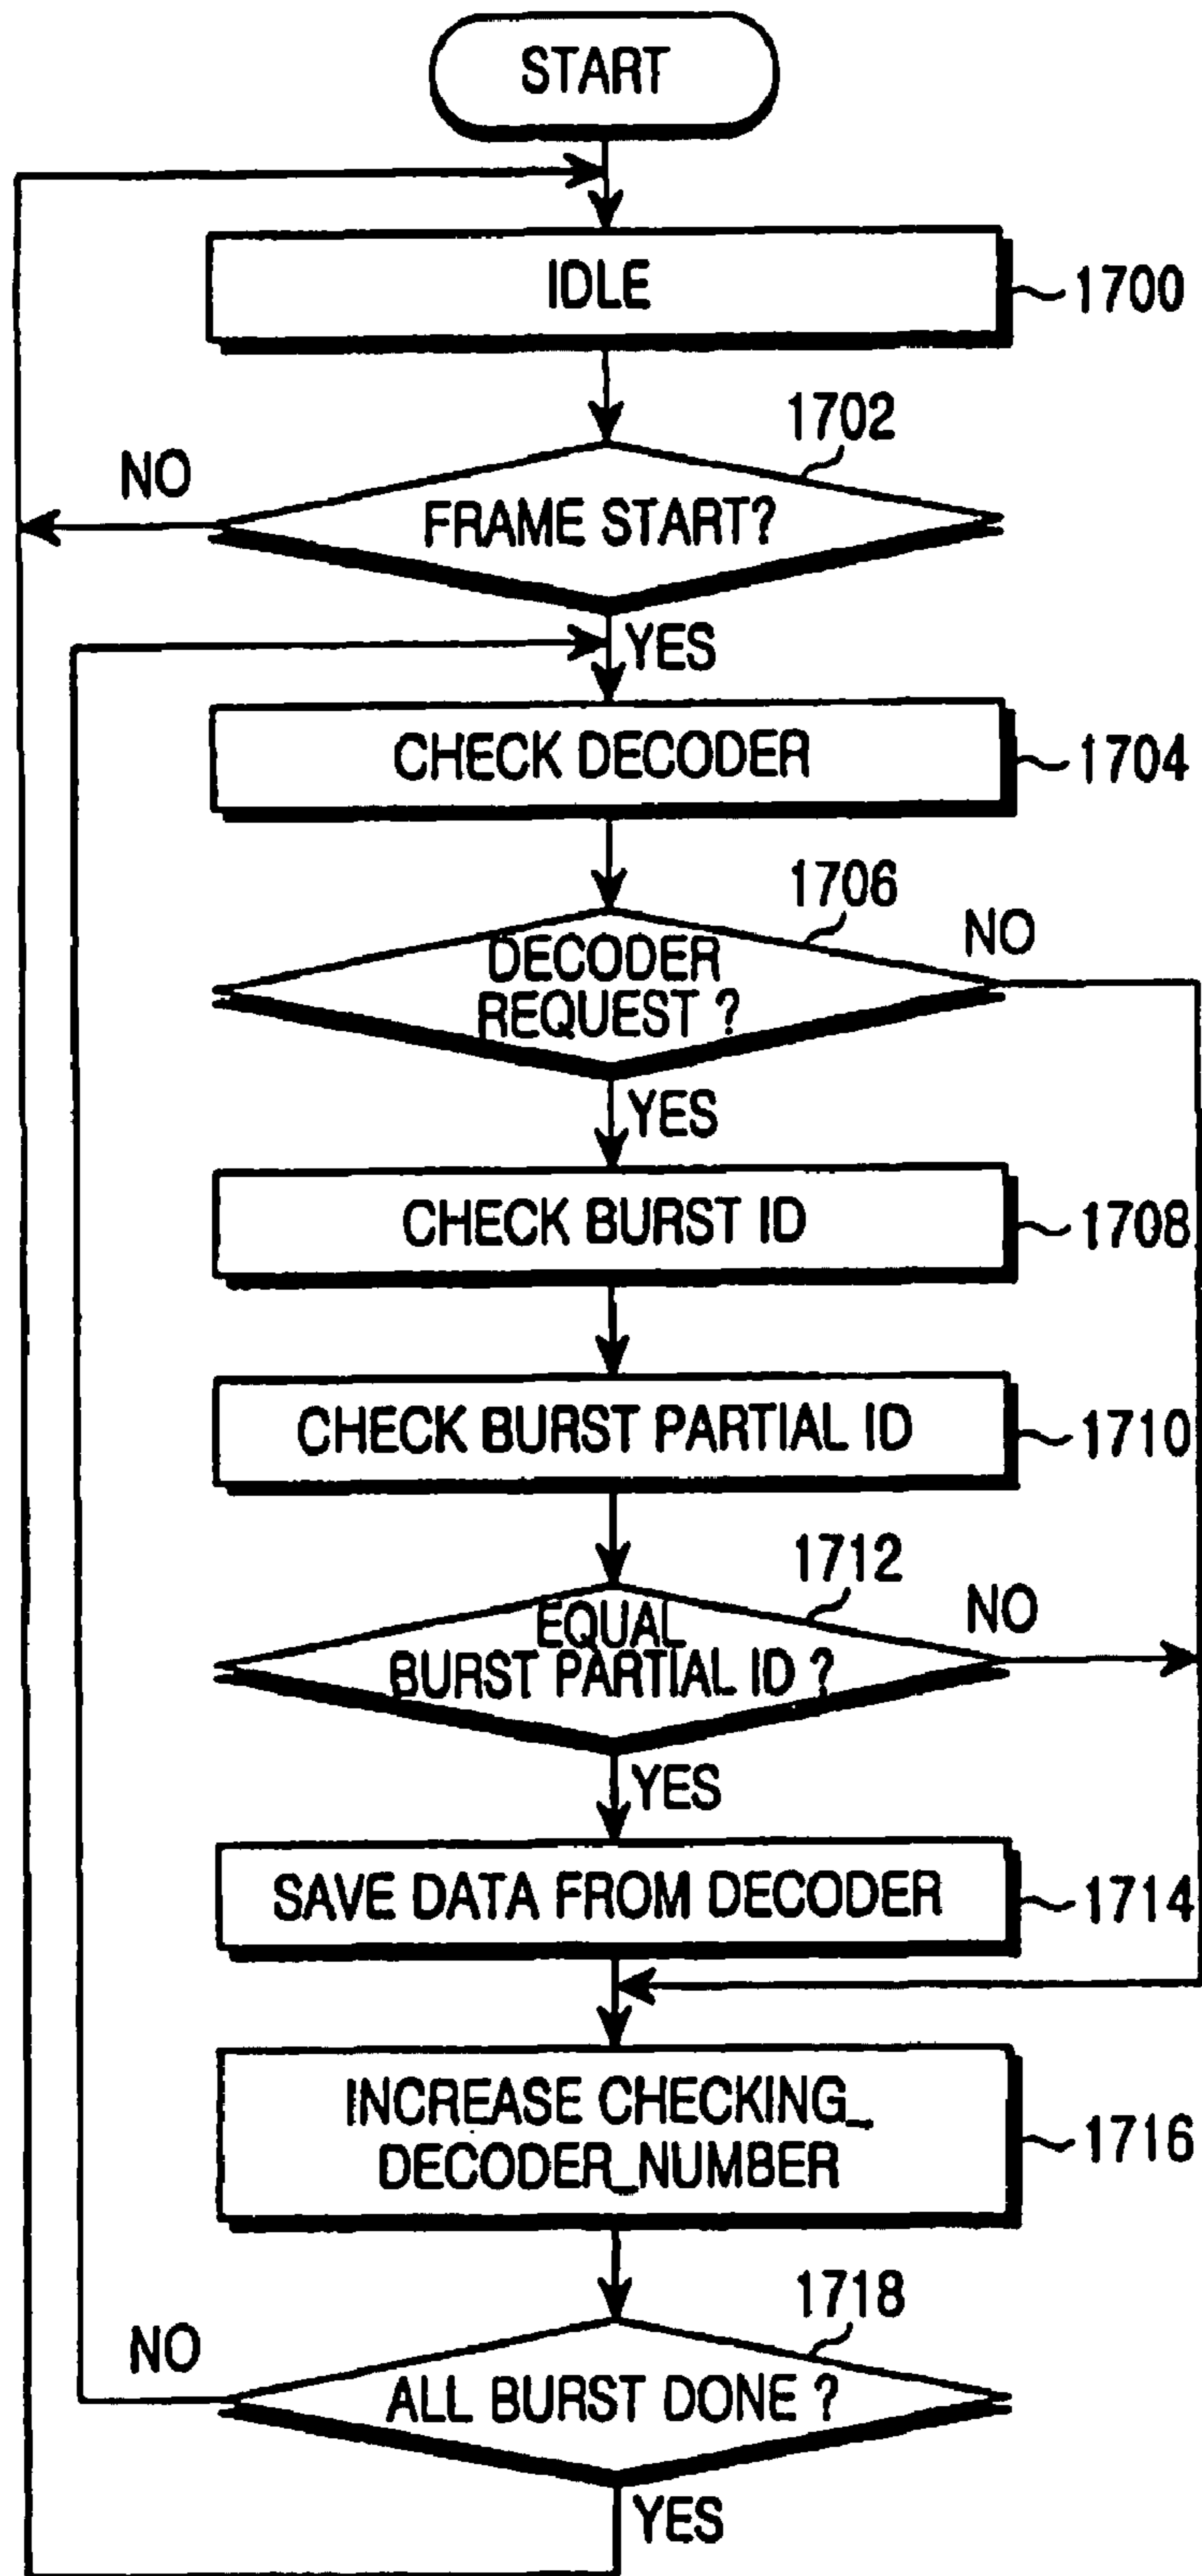 START
IDLE
1700
1702
NO
FRAME START?
YES
CHECK DECODER
1704
1706
NO
DECODER
REQUEST ?
YES
CHECK BURST ID
1708
CHECK BURST PARTIAL ID
1710
1712
NO
EQUAL
BURST PARTIAL ID ?
YES
SAVE DATA FROM DECODER
1714
INCREASE CHECKING_
DECODER_NUMBER
1716
1718
NO
ALL BURST DONE ?
YES